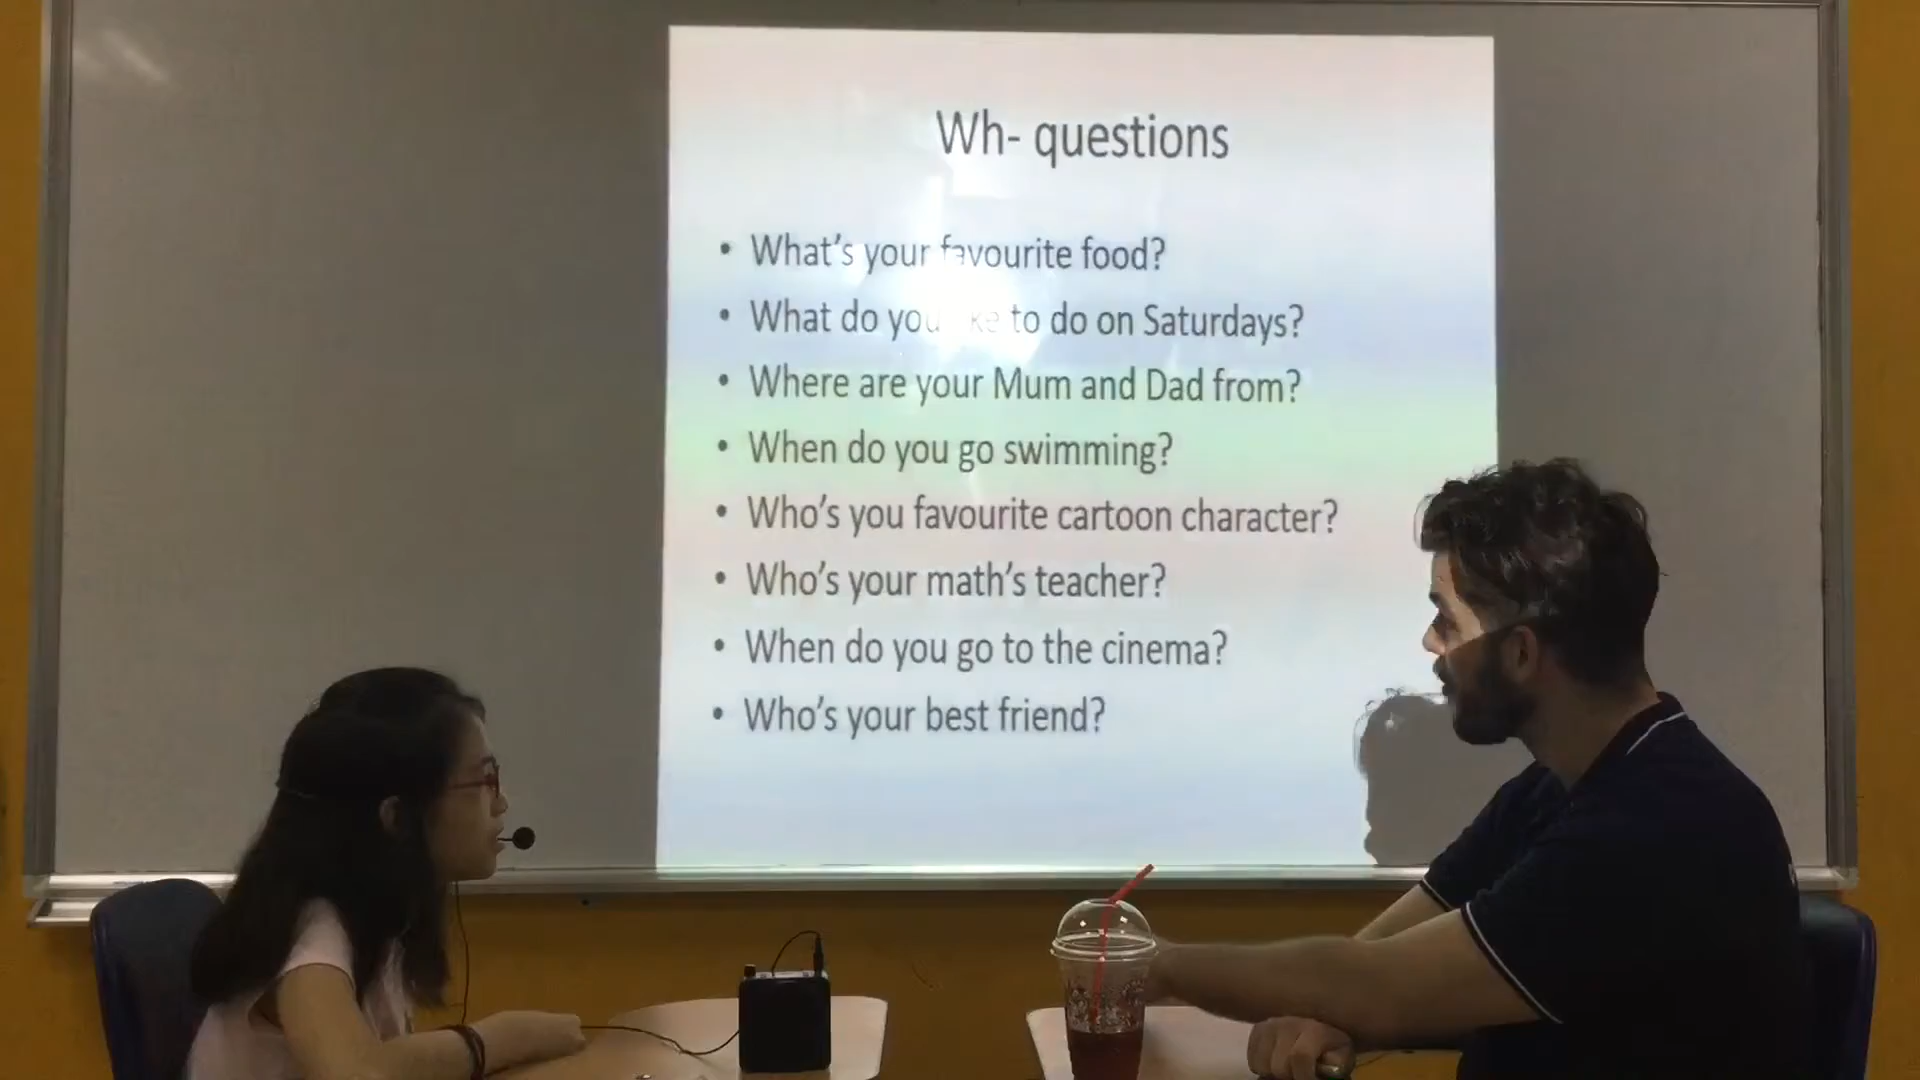 Wh- questions
• What's your favourite food?
• What do you to do on Saturdays?
• Where are your Mum and Dad from?
• When do you go swimming?
• Who's you favourite cartoon character?
• Who's your math's teacher?
• When do you go to the cinema?
• Who's your best friend?